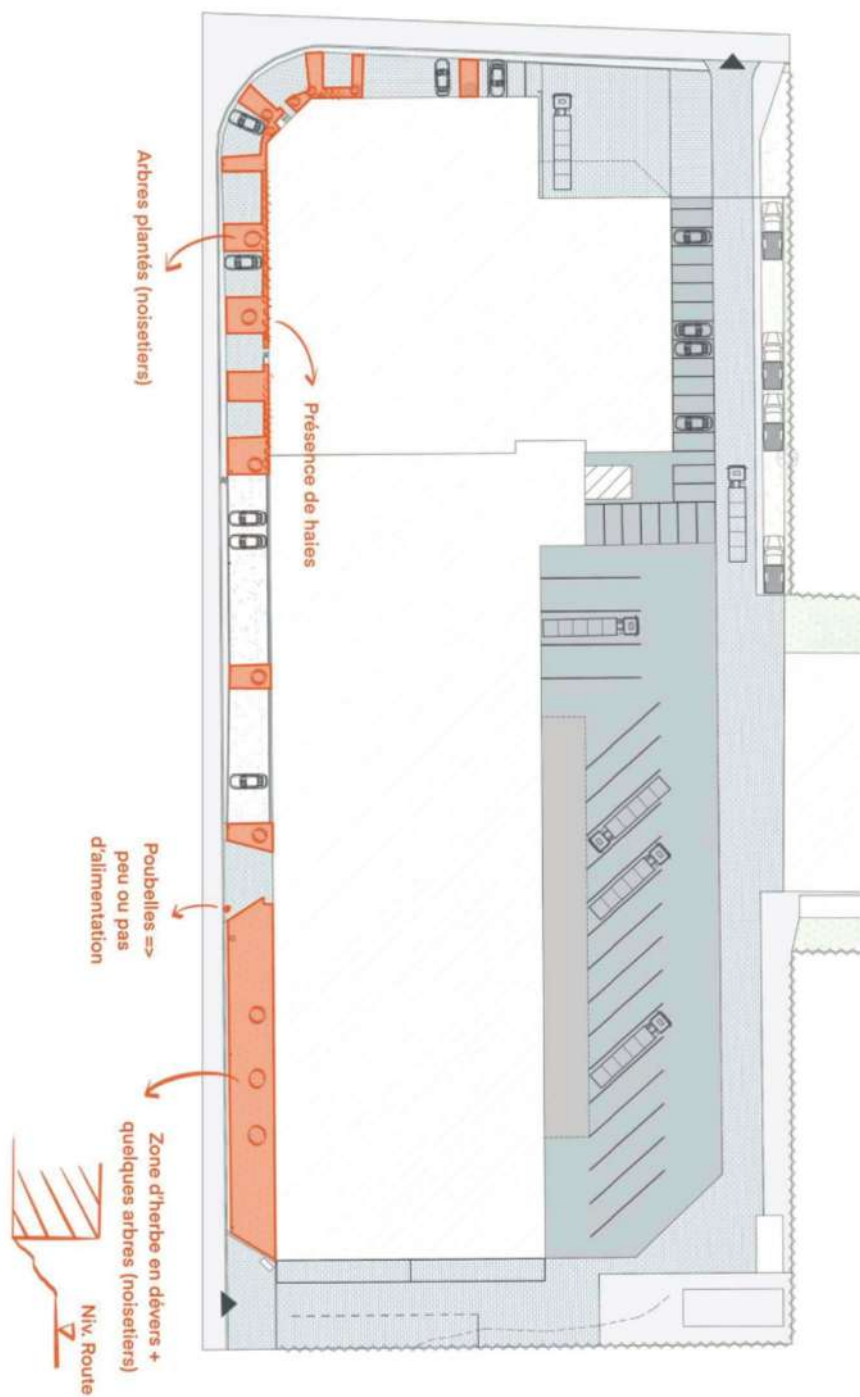 Arbres plantés (noisetiers)
Présence de haies
Poubelles =>
peu ou pas
d'alimentation
Zone d'herbe en dévers +
quelques arbres (noisetiers)
Niv. Route